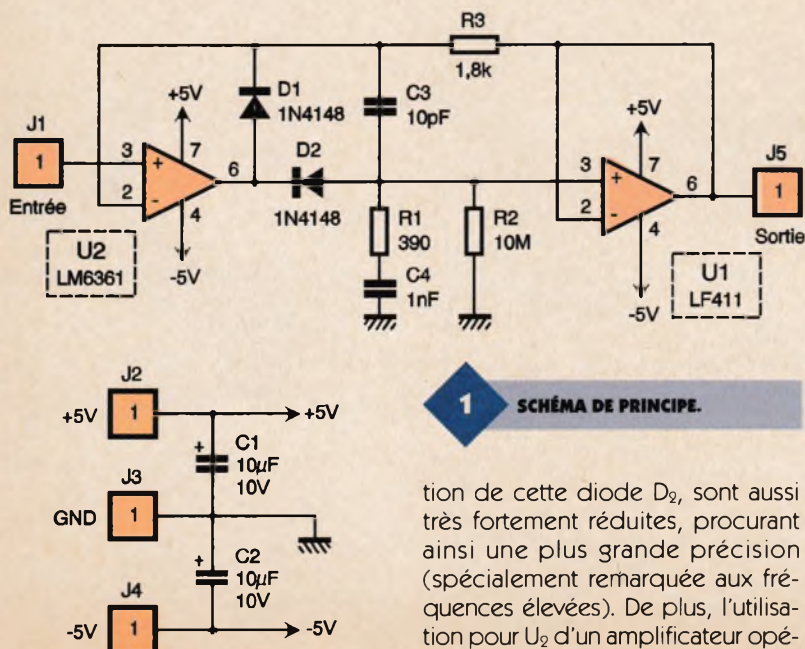 R3
1,8k
D1
1N4148
C3
10pF
+5V
+5V
J1
1
Entrée
3
+
7
6
2
-
4
D2
1N4148
3
+
7
6
2
-
4
J5
1
Sortie
U2
LM6361
-5V
R1
390
R2
10M
C4
1nF
-5V
U1
LF411
J2
+5V
1
+5V
C1
+
10µF
10V
J3
GND
1
C2
+
10µF
10V
J4
-5V
1
-5V
1 SCHÉMA DE PRINCIPE.
tion de cette diode D₂, sont aussi
très fortement réduites, procurant
ainsi une plus grande précision
(spécialement remarquée aux fré-
quences élevées). De plus, l'utilisa-
tion pour U₂ d'un amplificateur opé-